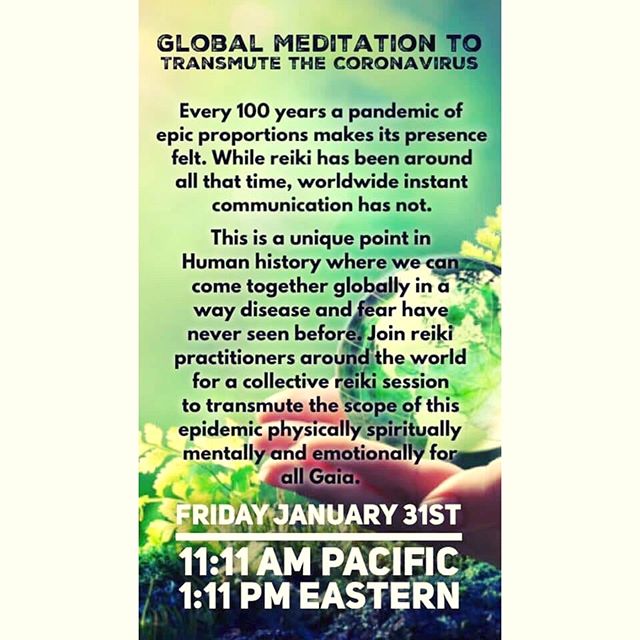 GLOBAL MEDITATION TO
TRANSMUTE THE CORONAVIRUS
Every 100 years a pandemic of
epic proportions makes its presence
felt. While reiki has been around
all that time, worldwide instant
communication has not.
This is a unique point in
Human history where we can
come together globally in a
way disease and fear have
never seen before. Join reiki
practitioners around the world
for a collective reiki session
to transmute the scope of this
epidemic physically spiritually
mentally and emotionally for
all Gaia.
FRIDAY JANUARY 31ST
11:11 AM PACIFIC
1:11 PM EASTERN